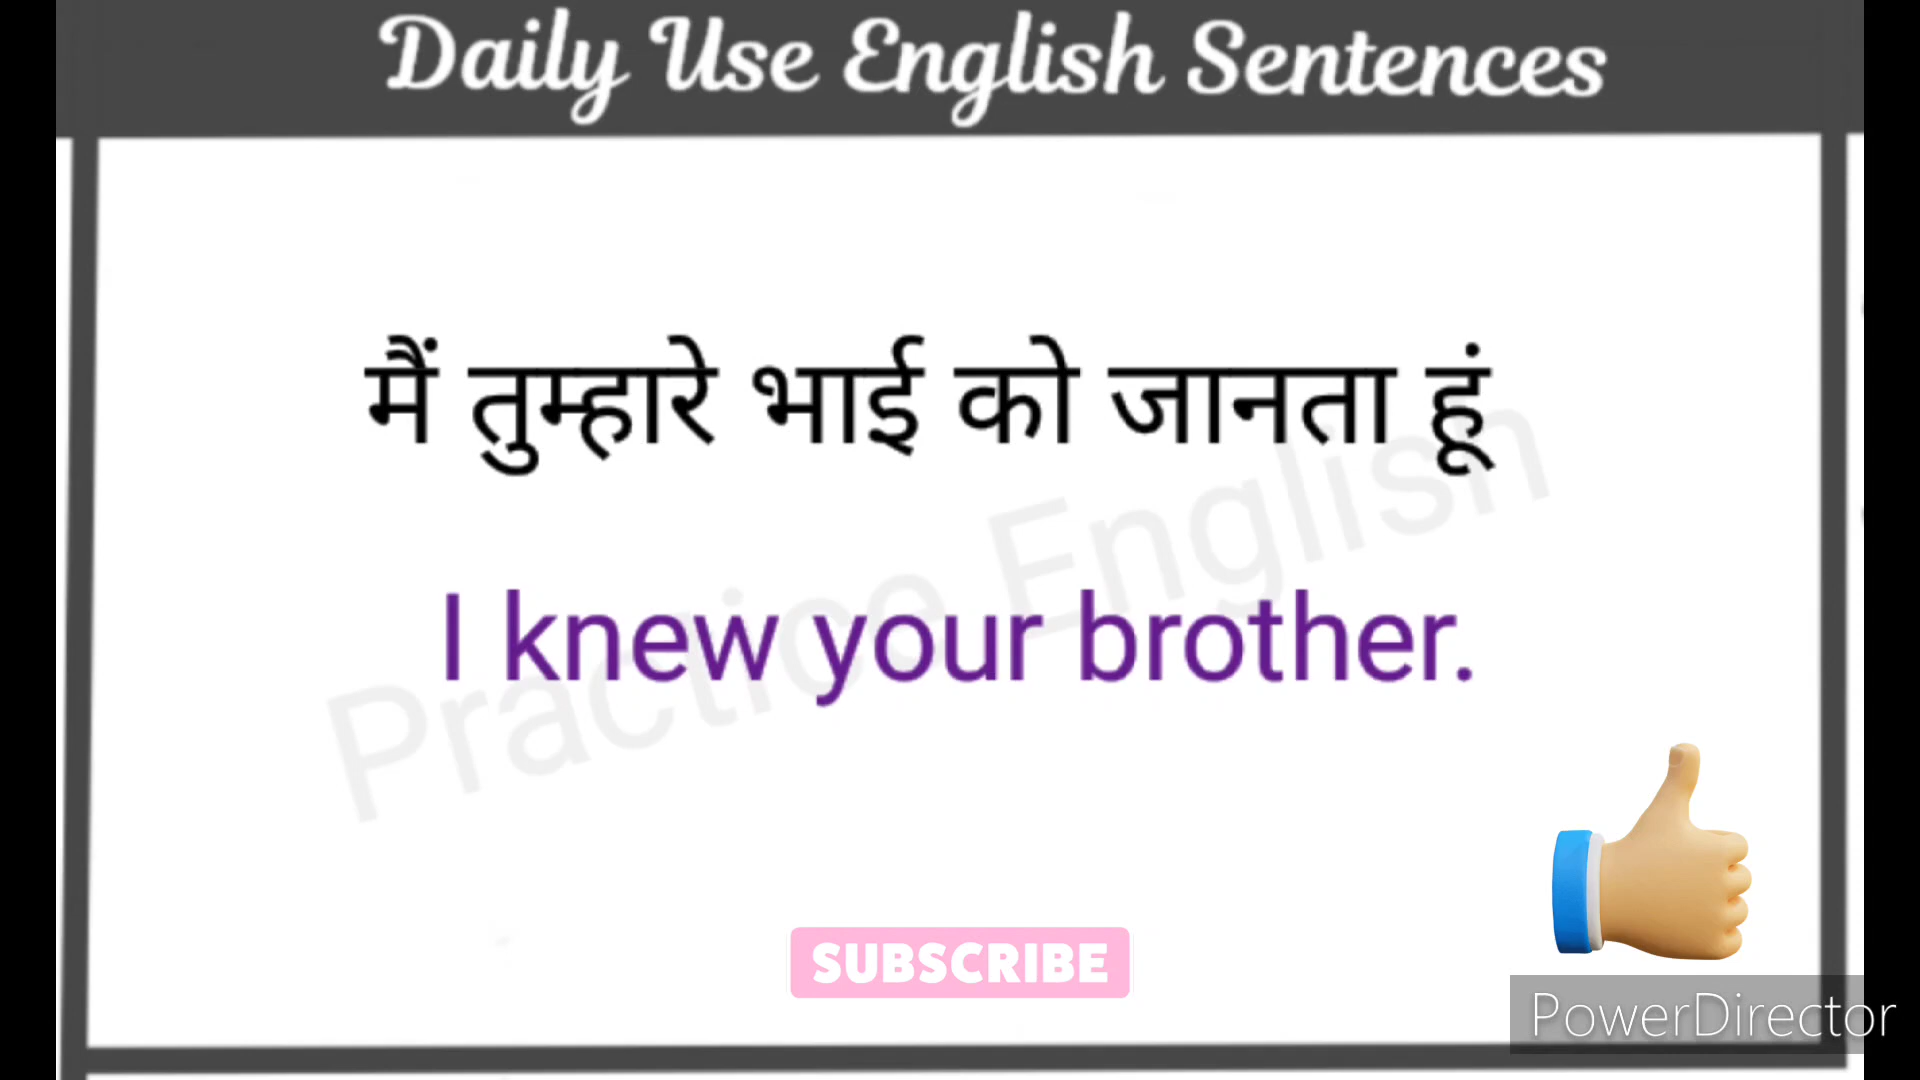 Daily Use English Sentences
मैं तुम्हारे भाई को जानता हूं
I knew your brother.
Practice English
SUBSCRIBE
PowerDirector